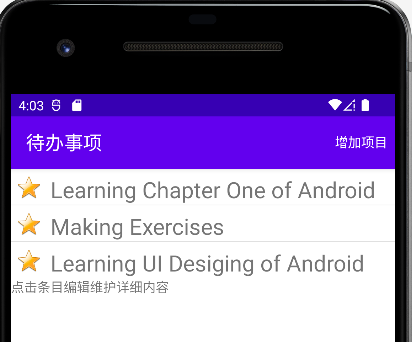 4:03
待办事项
增加项目
Learning Chapter One of Android
Making Exercises
Learning UI Desiging of Android
点击条目编辑维护详细内容